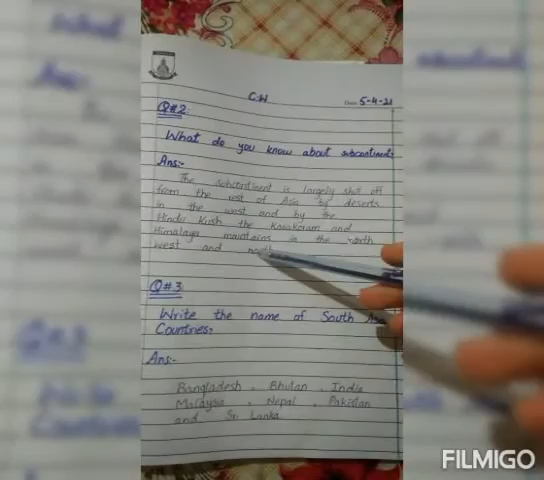 C.W
Date: 5-4-21
Q#2
What do you know about subcontinent
Ans:-
The subcontinent is largely shut off
from the rest of Asia by deserts
in the west and by the
Hindu Kush the Karakoram and
Himalaya mountains in the north
west and north
Q#3
Write the name of South Asia
Countries?
Ans:-
Bangladesh, Bhutan, India
Malaysia, Nepal, Pakistan
and Sri Lanka
FILMIGO